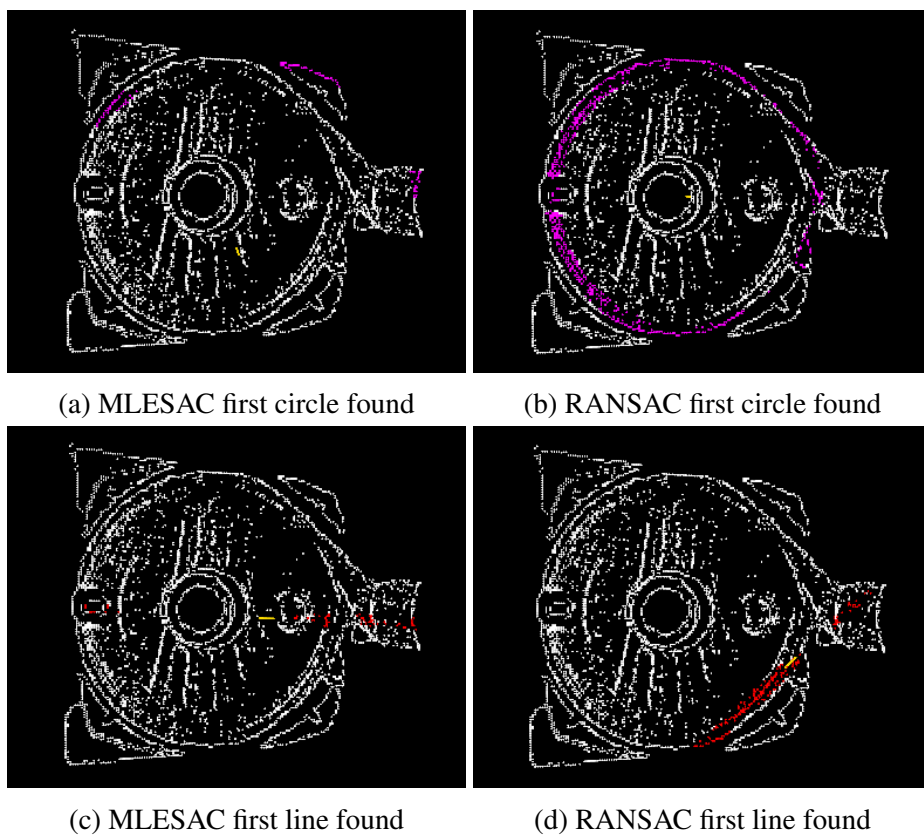 (a) MLESAC first circle found
(b) RANSAC first circle found
(c) MLESAC first line found
(d) RANSAC first line found